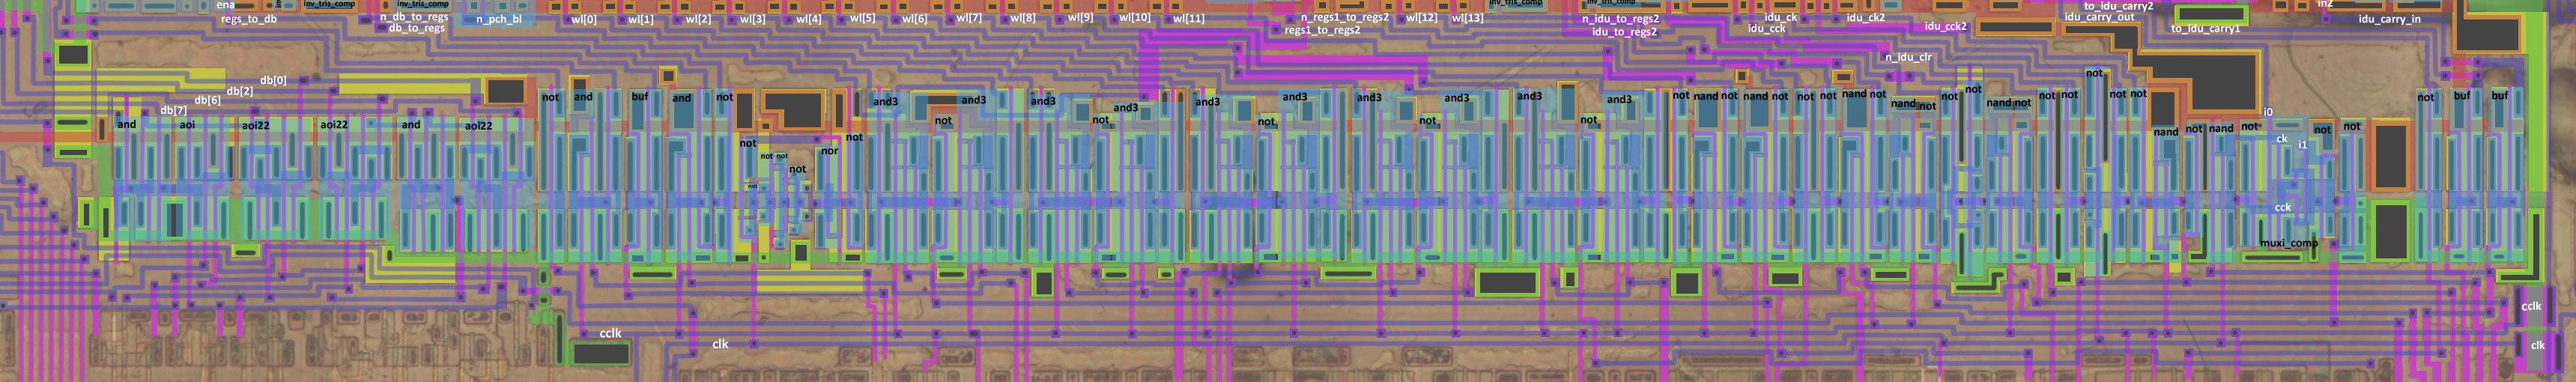 ena inv_tris_comp inv inv_tris_comp inv_tris_comp inv_tris_comp to_idu_carry2 in2
regs_to_db n_db_to_regs n_pch_bl wl[0] wl[1] wl[2] wl[3] wl[4] wl[5] wl[6] wl[7] wl[8] wl[9] wl[10] wl[11] n_regs1_to_regs2 wl[12] wl[13] n_idu_to_regs2 idu_ck idu_ck2 idu_carry_out idu_carry_in
db_to_regs regs1_to_regs2 idu_to_regs2 idu_cck idu_cck2 to_idu_carry1
n_idu_clr
db[0]
db[2]
db[6]
db[7]
not and buf and not and3 and3 and3 and3 and3 and3 and3 and3 and3 and3 not nand not nand not not not nand not nand not not not nand not not not not not not not buf buf
i0
and aoi aoi22 aoi22 and aoi22 not not not not not not nand not nand not not not
not not nor not ck i1
not not not
not
cck
muxi_comp
cclk
cclk
clk
clk